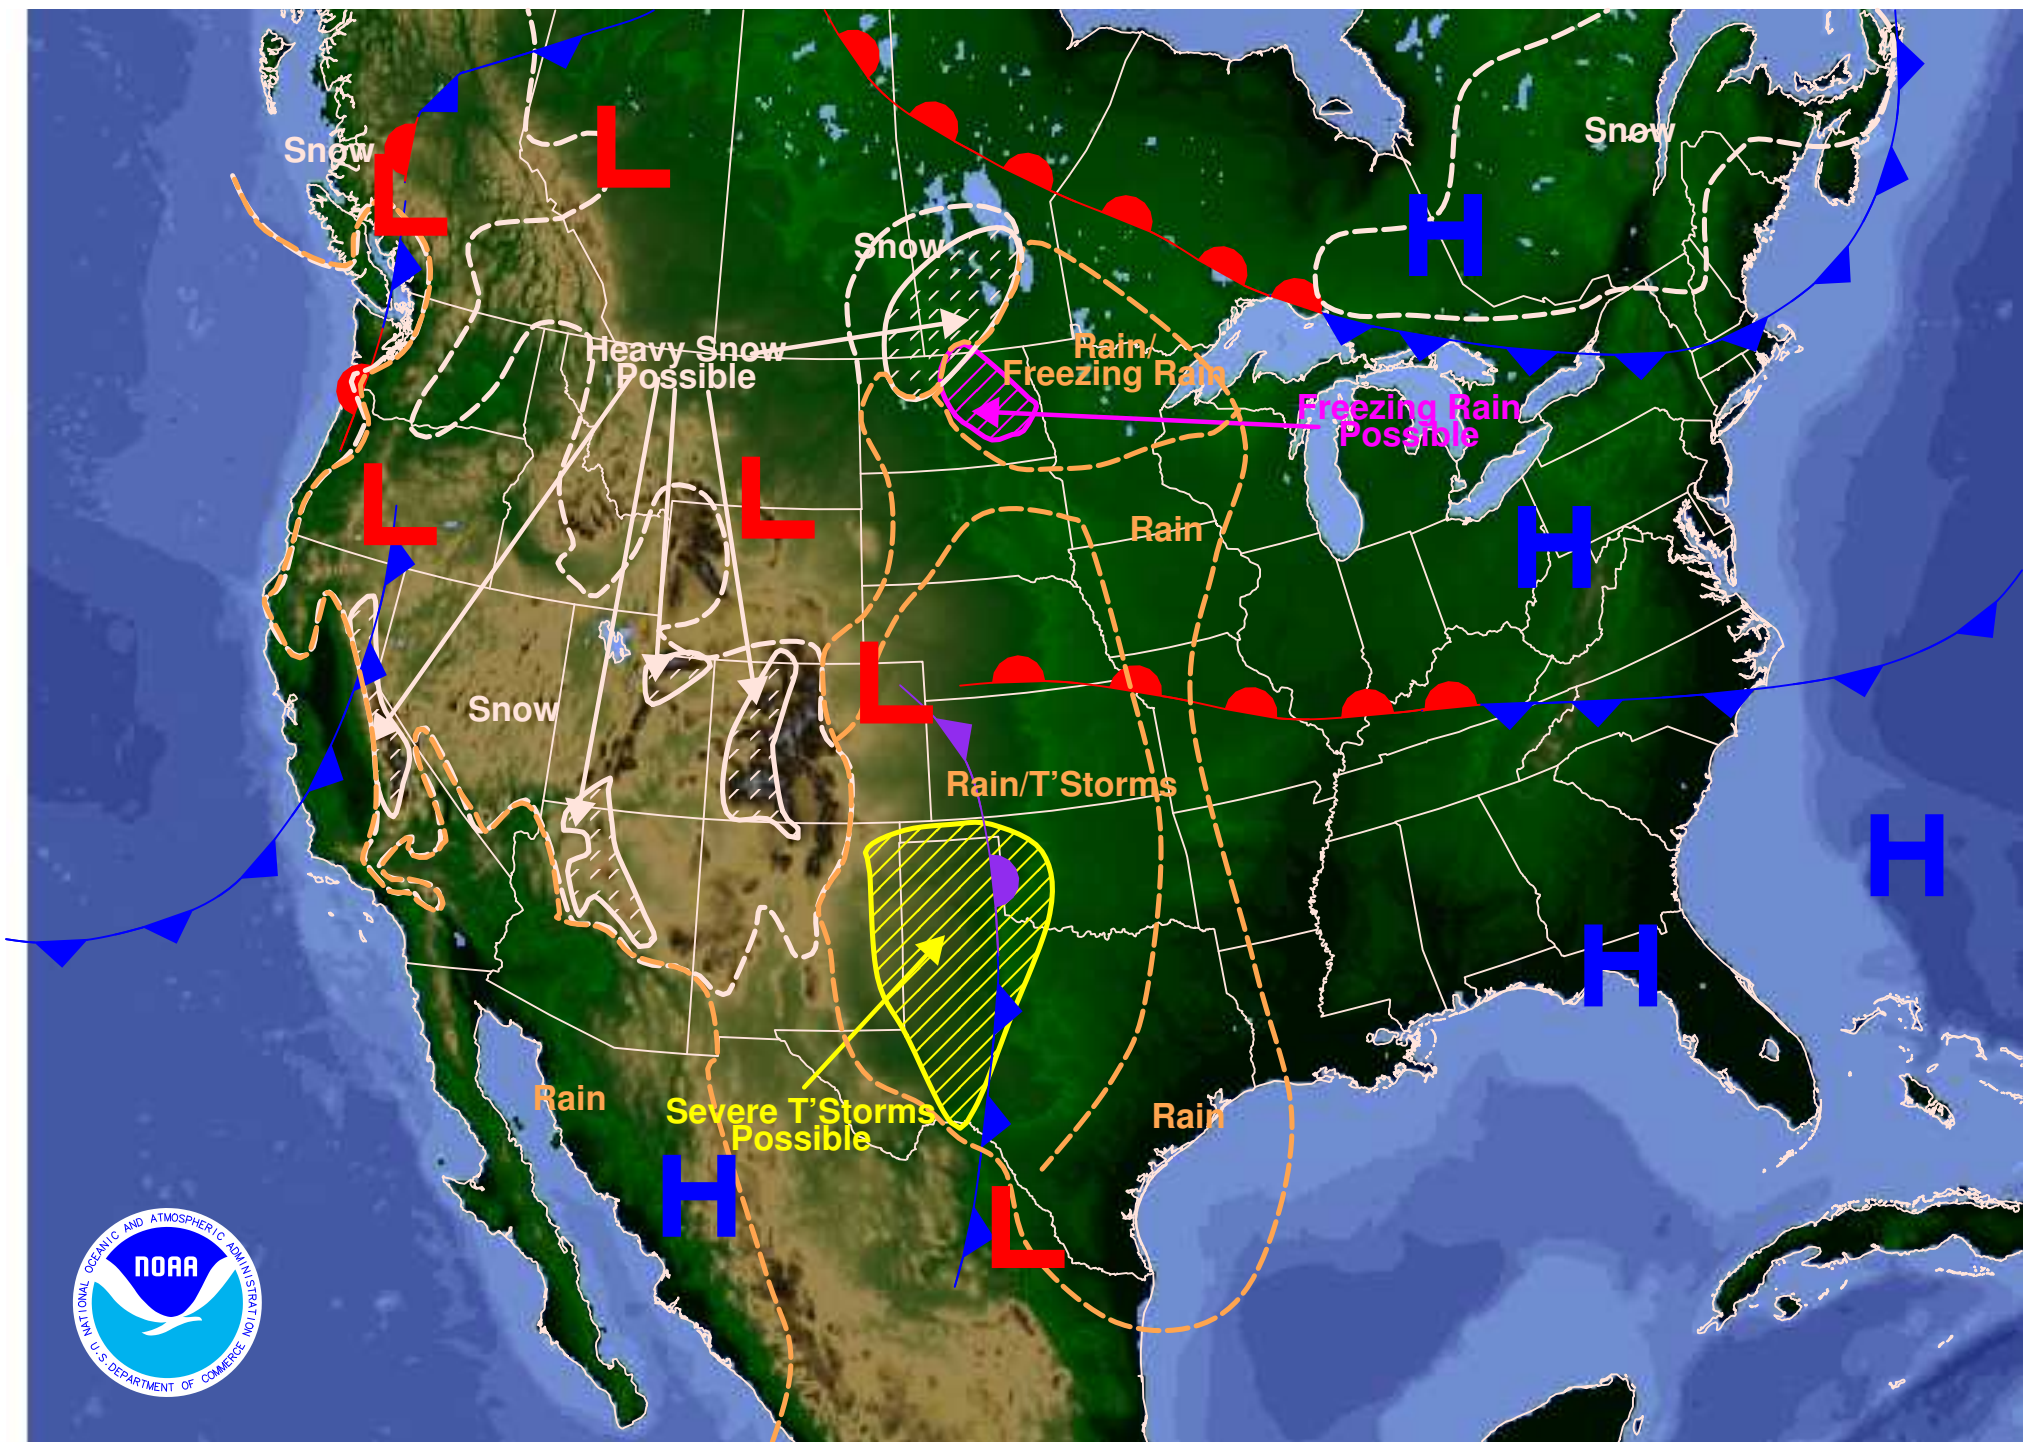 Snow
L
Snow
L
H
Snow
Rain/
Freezing Rain
Heavy Snow
Possible
Freezing Rain
Possible
L
L
Rain
H
L
Snow
Rain/T'Storms
H
H
Rain
Severe T'Storms
Possible
Rain
H
L
NATIONAL OCEANIC AND ATMOSPHERIC ADMINISTRATION
NOAA
U.S. DEPARTMENT OF COMMERCE